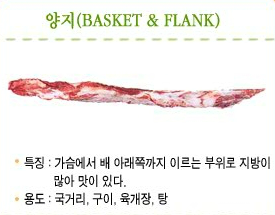 양지(BASKET & FLANK)
• 특징 : 가슴에서 배 아래쪽까지 이르는 부위로 지방이
많아 맛이 있다.
• 용도 : 국거리, 구이, 육개장, 탕